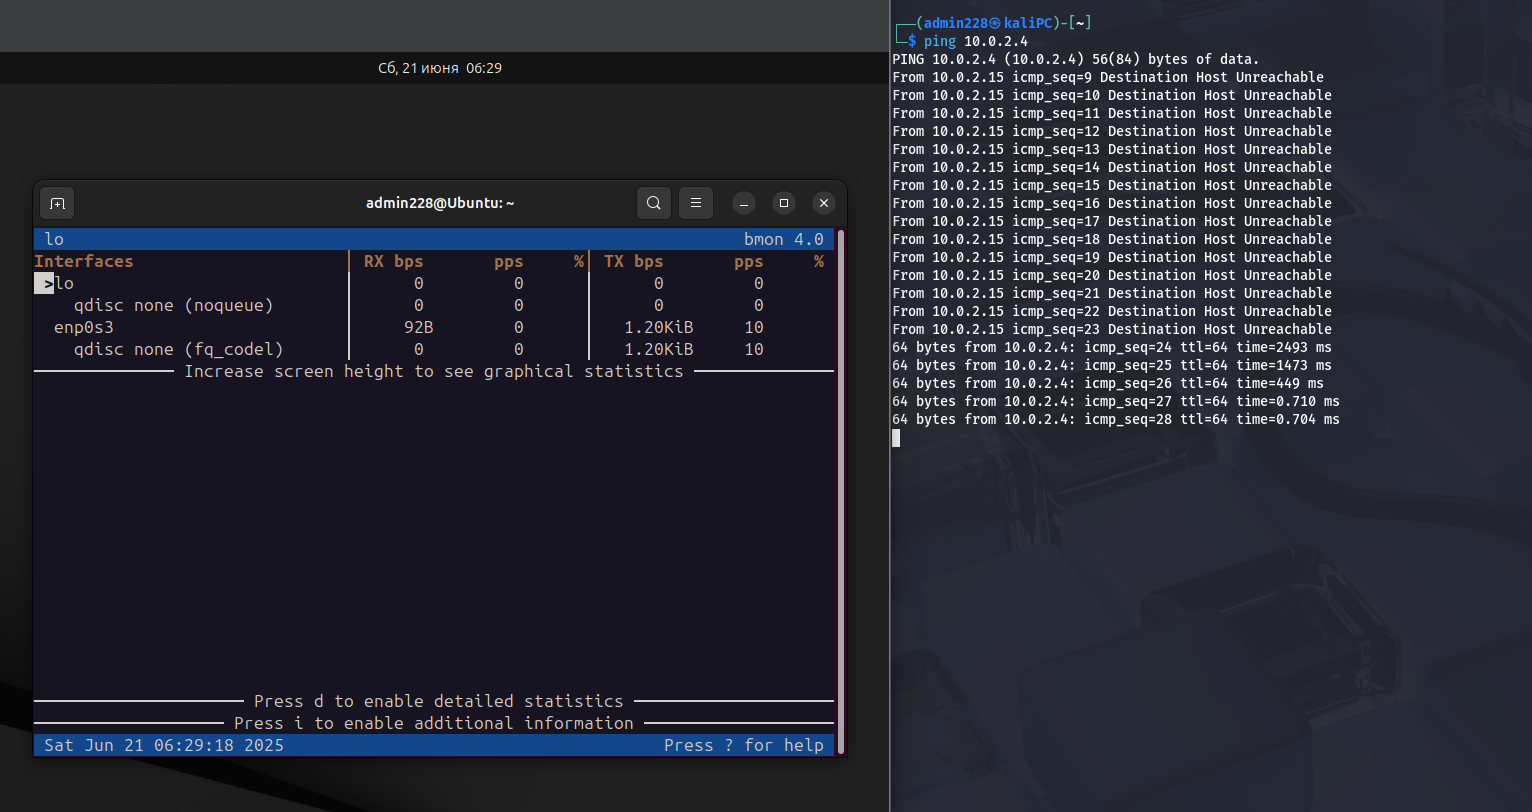 Сб, 21 июня 06:29
admin228@Ubuntu: ~
lo bmon 4.0
Interfaces RX bps pps % TX bps pps %
>lo 0 0 0 0
qdisc none (noqueue) 0 0 0 0
enp0s3 92B 0 1.20KiB 10
qdisc none (fq_codel) 0 0 1.20KiB 10
Increase screen height to see graphical statistics
Press d to enable detailed statistics
Press i to enable additional information
Sat Jun 21 06:29:18 2025 Press ? for help
┌──(admin228㉿kaliPC)-[~]
└─$ ping 10.0.2.4
PING 10.0.2.4 (10.0.2.4) 56(84) bytes of data.
From 10.0.2.15 icmp_seq=9 Destination Host Unreachable
From 10.0.2.15 icmp_seq=10 Destination Host Unreachable
From 10.0.2.15 icmp_seq=11 Destination Host Unreachable
From 10.0.2.15 icmp_seq=12 Destination Host Unreachable
From 10.0.2.15 icmp_seq=13 Destination Host Unreachable
From 10.0.2.15 icmp_seq=14 Destination Host Unreachable
From 10.0.2.15 icmp_seq=15 Destination Host Unreachable
From 10.0.2.15 icmp_seq=16 Destination Host Unreachable
From 10.0.2.15 icmp_seq=17 Destination Host Unreachable
From 10.0.2.15 icmp_seq=18 Destination Host Unreachable
From 10.0.2.15 icmp_seq=19 Destination Host Unreachable
From 10.0.2.15 icmp_seq=20 Destination Host Unreachable
From 10.0.2.15 icmp_seq=21 Destination Host Unreachable
From 10.0.2.15 icmp_seq=22 Destination Host Unreachable
From 10.0.2.15 icmp_seq=23 Destination Host Unreachable
64 bytes from 10.0.2.4: icmp_seq=24 ttl=64 time=2493 ms
64 bytes from 10.0.2.4: icmp_seq=25 ttl=64 time=1473 ms
64 bytes from 10.0.2.4: icmp_seq=26 ttl=64 time=449 ms
64 bytes from 10.0.2.4: icmp_seq=27 ttl=64 time=0.710 ms
64 bytes from 10.0.2.4: icmp_seq=28 ttl=64 time=0.704 ms